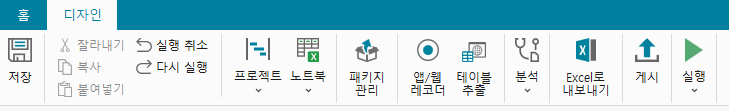 홈 디자인
저장
잘라내기
복사
붙여넣기
실행 취소
다시 실행
프로젝트
노트북
패키지
관리
앱/웹
레코더
테이블
추출
분석
Excel로
내보내기
게시
실행